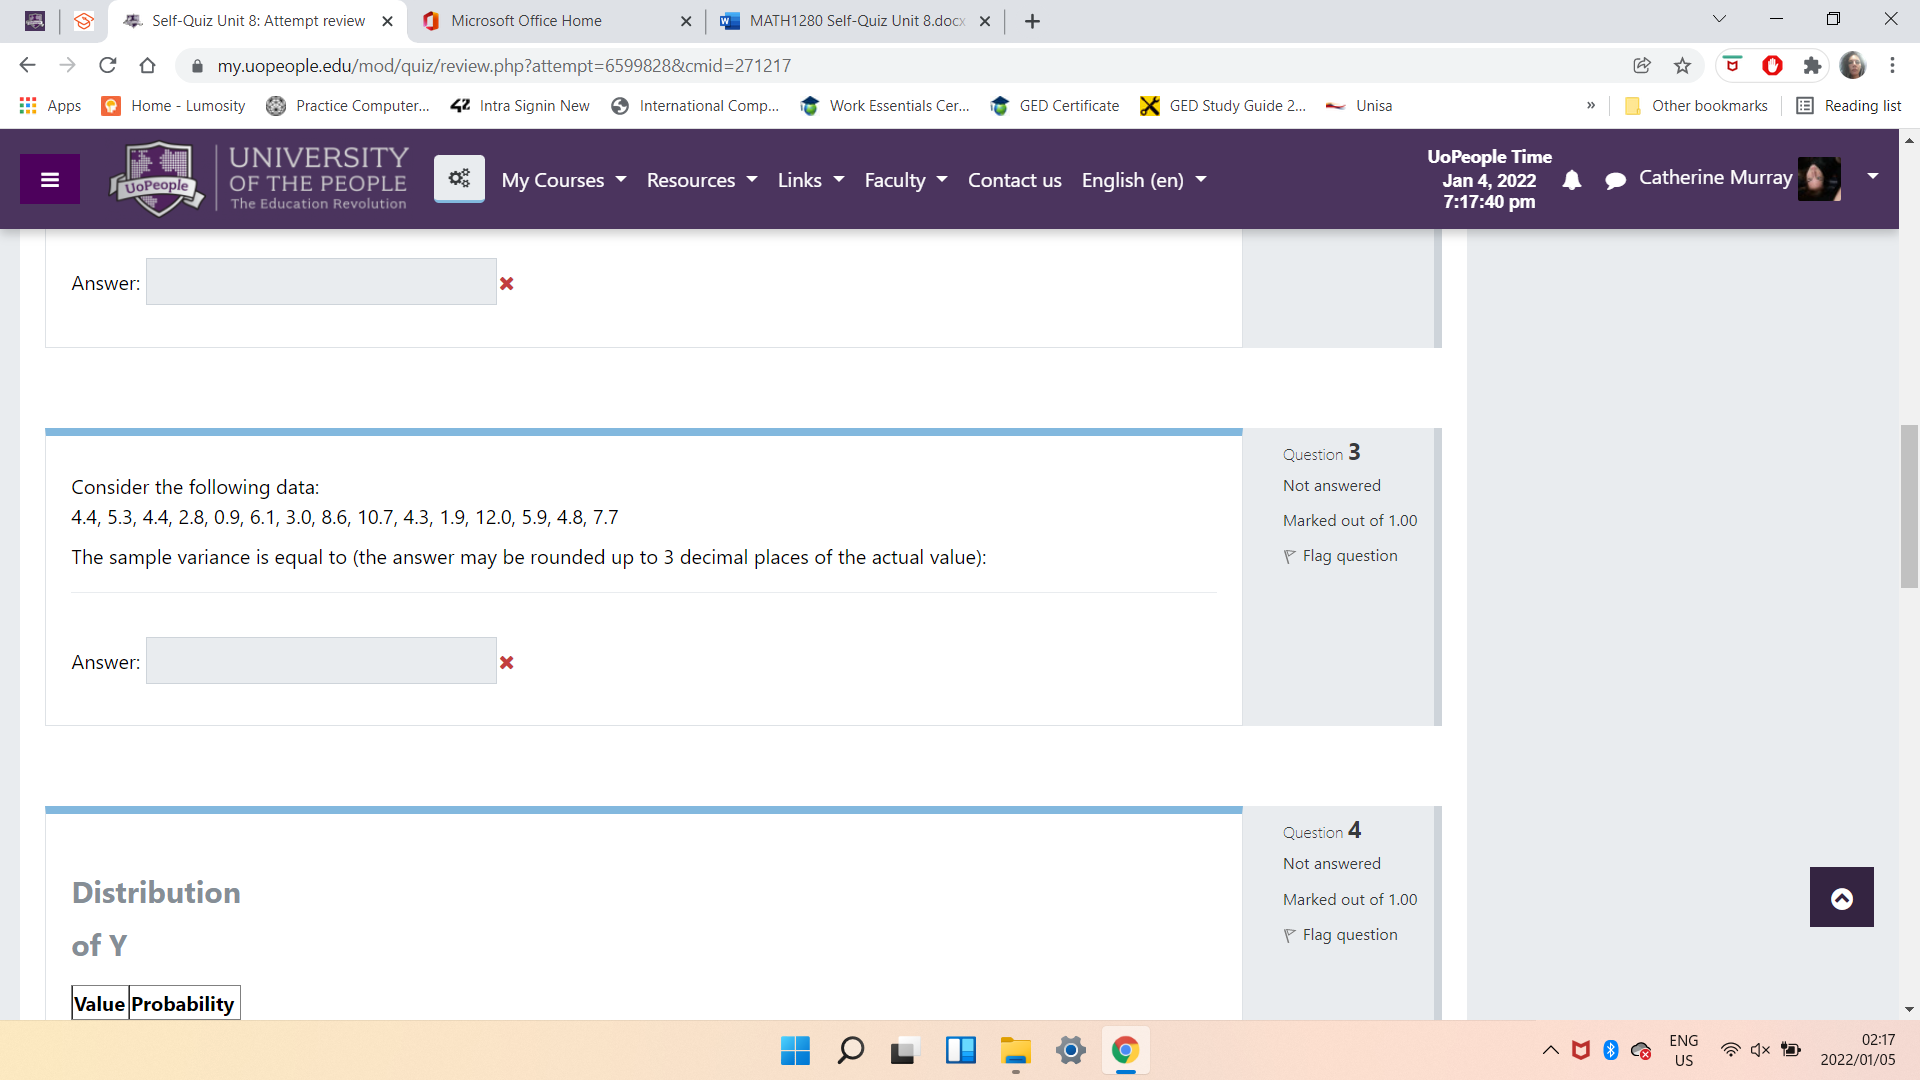 Self-Quiz Unit 8: Attempt review
Microsoft Office Home
MATH1280 Self-Quiz Unit 8.docx
my.uopeople.edu/mod/quiz/review.php?attempt=6599828&cmid=271217
Apps
Home - Lumosity
Practice Computer...
42 Intra Signin New
International Comp...
Work Essentials Cer...
GED Certificate
GED Study Guide 2...
Unisa
»
Other bookmarks
Reading list
UoPeople
UNIVERSITY
OF THE PEOPLE
The Education Revolution
My Courses
Resources
Links
Faculty
Contact us
English (en)
UoPeople Time
Jan 4, 2022
7:17:40 pm
Catherine Murray
Answer:
Consider the following data:
4.4, 5.3, 4.4, 2.8, 0.9, 6.1, 3.0, 8.6, 10.7, 4.3, 1.9, 12.0, 5.9, 4.8, 7.7
The sample variance is equal to (the answer may be rounded up to 3 decimal places of the actual value):
Answer:
Question 3
Not answered
Marked out of 1.00
Flag question
Distribution
of Y
Value Probability
Question 4
Not answered
Marked out of 1.00
Flag question
ENG
US
02:17
2022/01/05